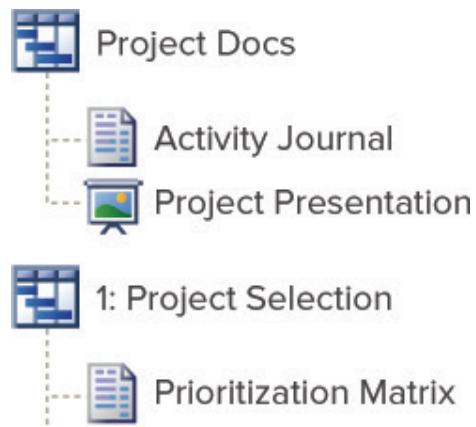 Project Docs
Activity Journal
Project Presentation
1: Project Selection
Prioritization Matrix